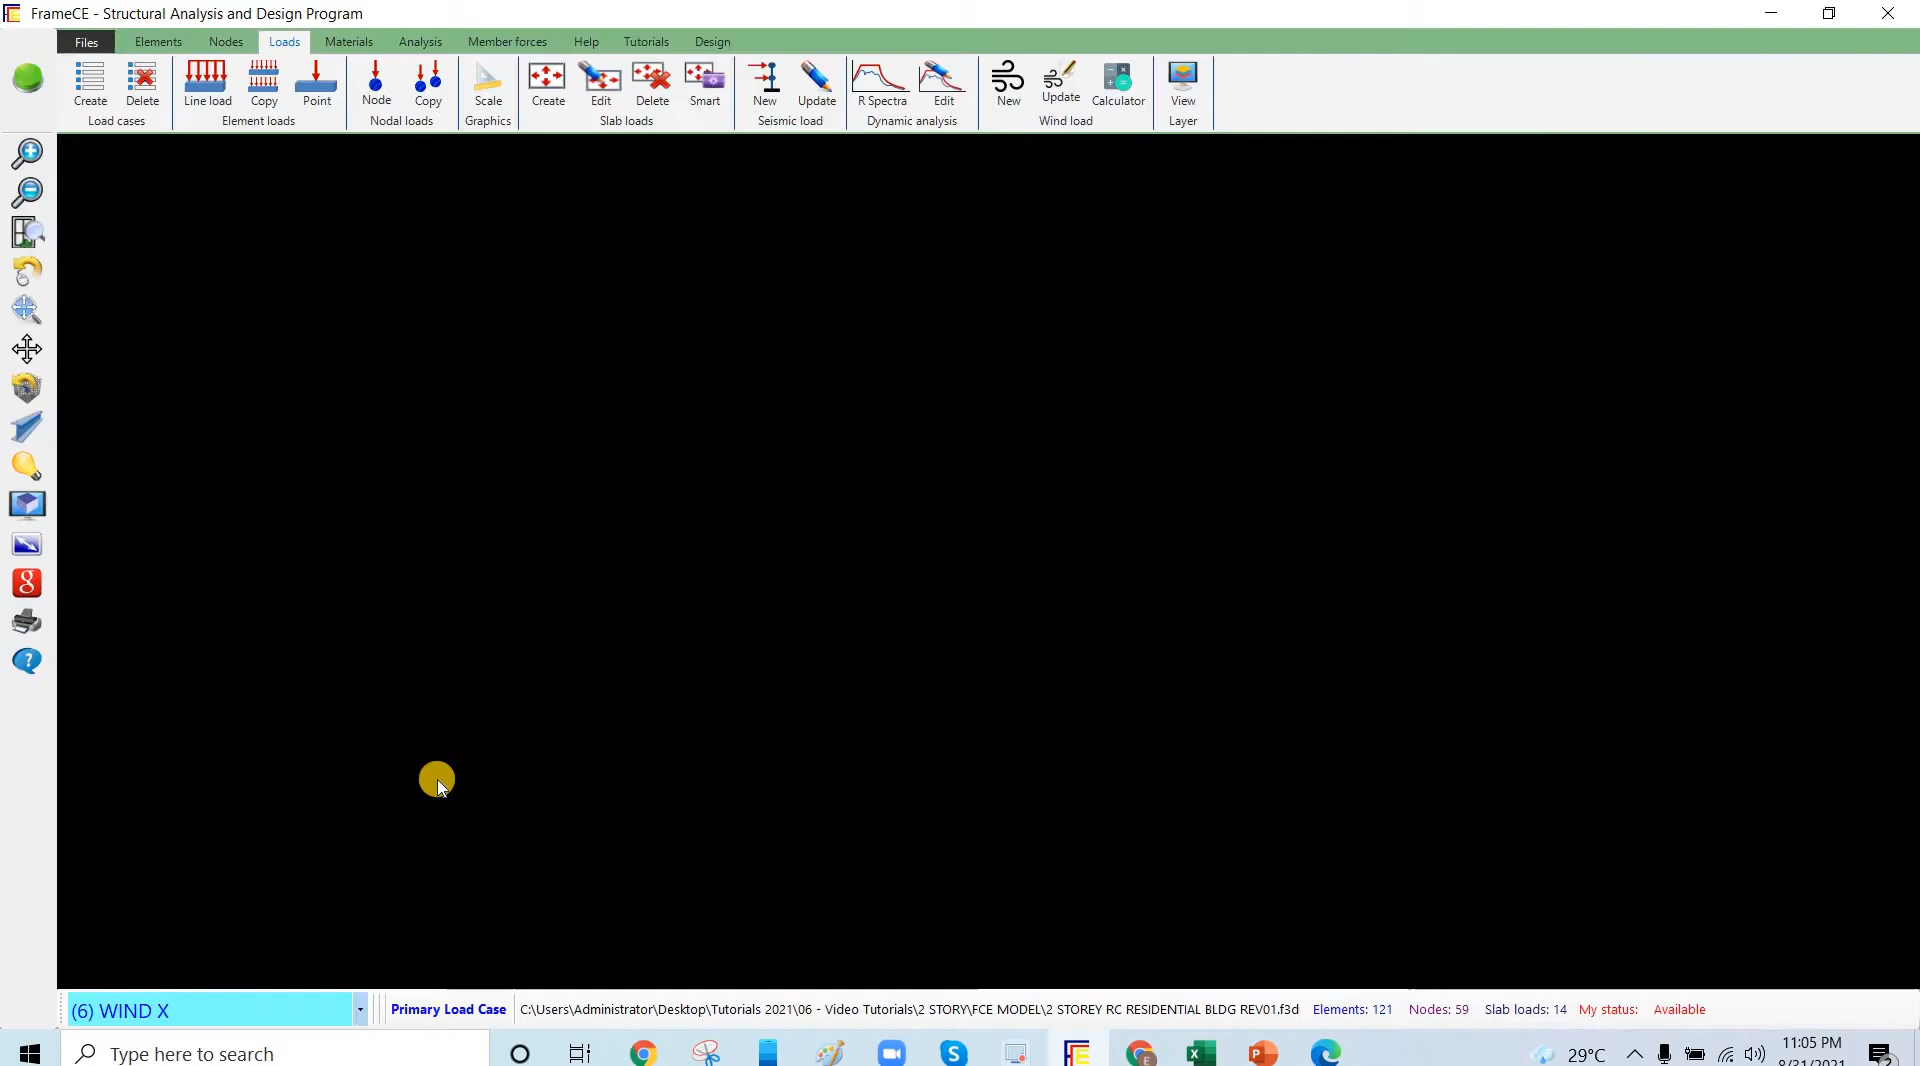 FrameCE - Structural Analysis and Design Program
Files Elements Nodes Loads Materials Analysis Member forces Help Tutorials Design
Create Delete Line load Copy Point Node Copy Scale Create Edit Delete Smart New Update R Spectra Edit New Update Calculator View
Load cases Element loads Nodal loads Graphics Slab loads Seismic load Dynamic analysis Wind load Layer
(6) WIND X Primary Load Case C:\Users\Administrator\Desktop\Tutorials 2021\06 - Video Tutorials\2 STORY\FCE MODEL\2 STOREY RC RESIDENTIAL BLDG REV01.f3d Elements: 121 Nodes: 59 Slab loads: 14 My status: Available
Type here to search 29°C 11:05 PM
8/31/2021